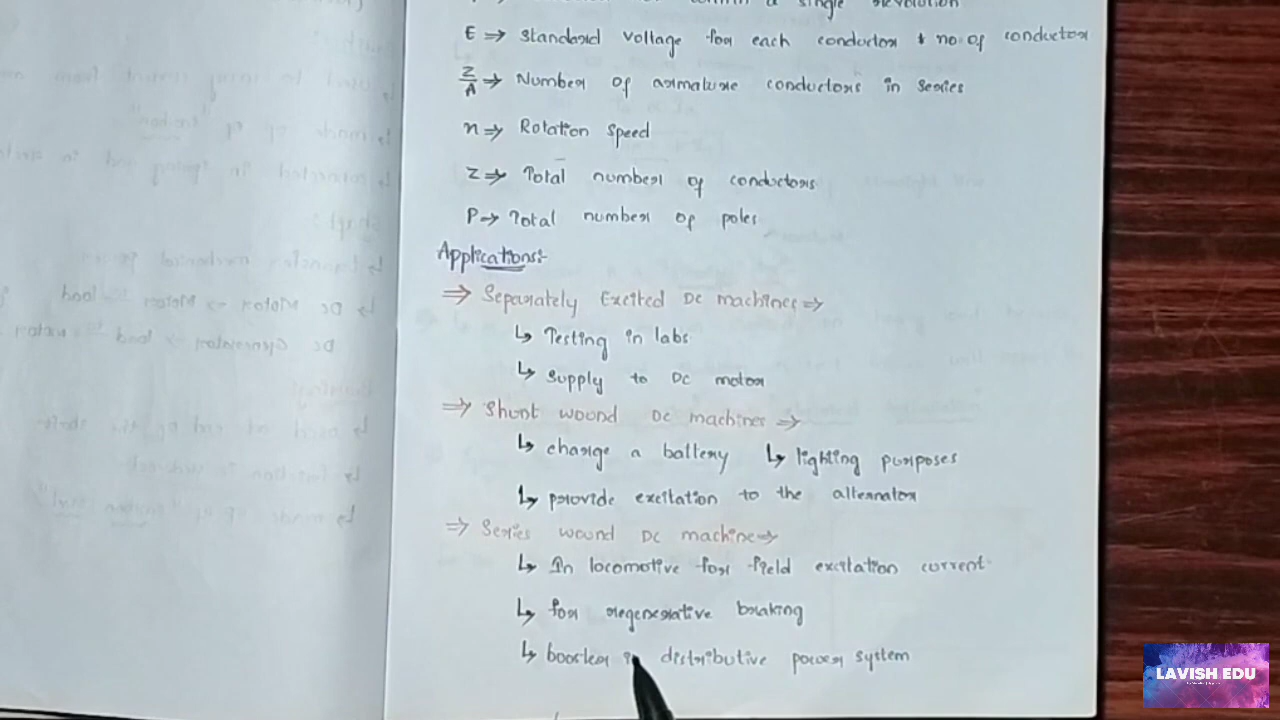 a single revolution
E ⇒ Standard voltage for each conductor & no. of conductor
Z/A → Number of armature conductors in series
n ⇒ Rotation Speed
Z ⇒ Total number of conductors
P → Total number of poles
Applications:-
⇒ Separately Excited DC machines ⇒
↳ Testing in labs
↳ Supply to DC motor
⇒ Shunt wound DC machines ⇒
↳ charge a battery ↳ lighting purposes
↳ provide excitation to the alternator
⇒ Series wound DC machine ⇒
↳ In locomotive for field excitation current
↳ for regenerative braking
↳ booster in distributive power system
LAVISH EDU